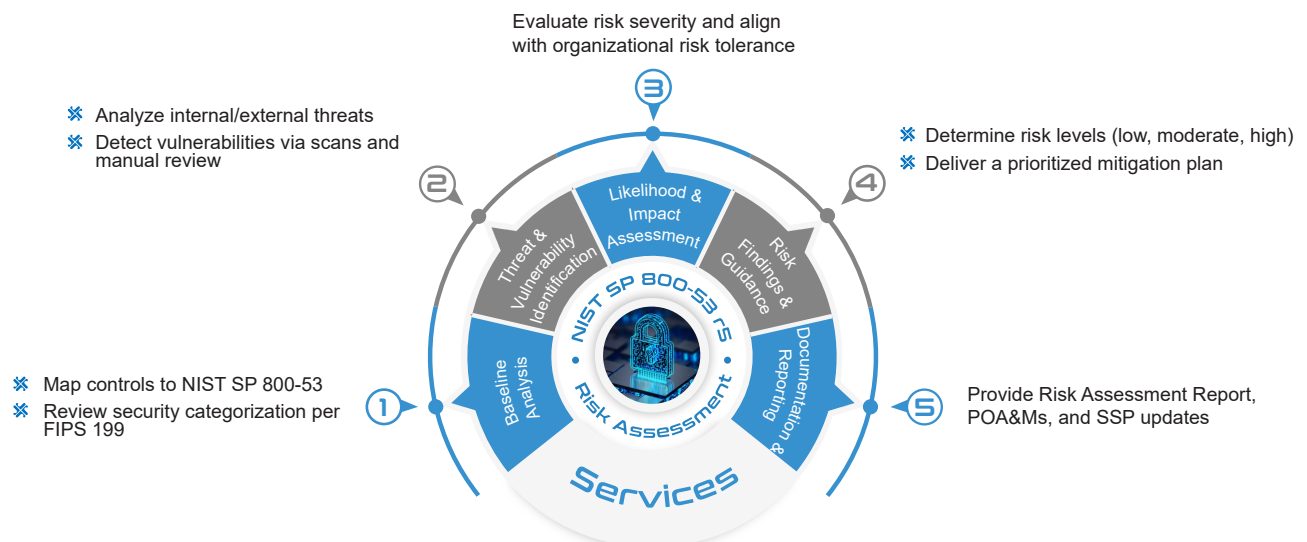 Evaluate risk severity and align
with organizational risk tolerance
3
Analyze internal/external threats
Detect vulnerabilities via scans and
manual review
2
Determine risk levels (low, moderate, high)
Deliver a prioritized mitigation plan
4
Likelihood &
Impact
Assessment
Threat &
Vulnerability
Identification
Risk
Findings &
Guidance
Baseline
Analysis
Documentation &
Reporting
NIST SP 800-53 r5
Risk Assessment
Services
Map controls to NIST SP 800-53
Review security categorization per
FIPS 199
1
5
Provide Risk Assessment Report,
POA&Ms, and SSP updates